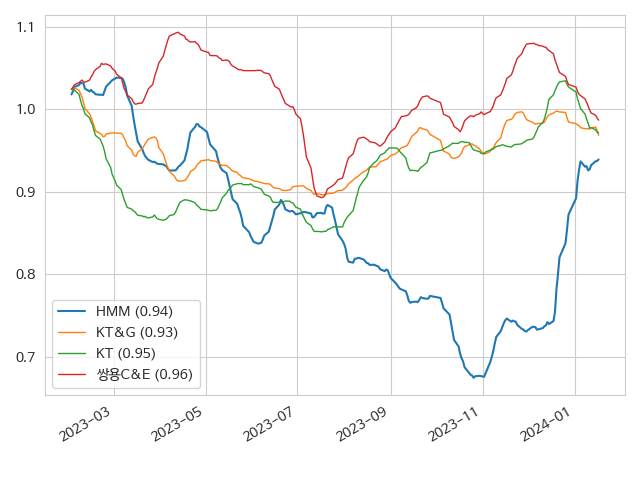 1.1
1.0
0.9
0.8
0.7
HMM (0.94)
KT&G (0.93)
KT (0.95)
쌍용C&E (0.96)
2023-03
2023-05
2023-07
2023-09
2023-11
2024-01